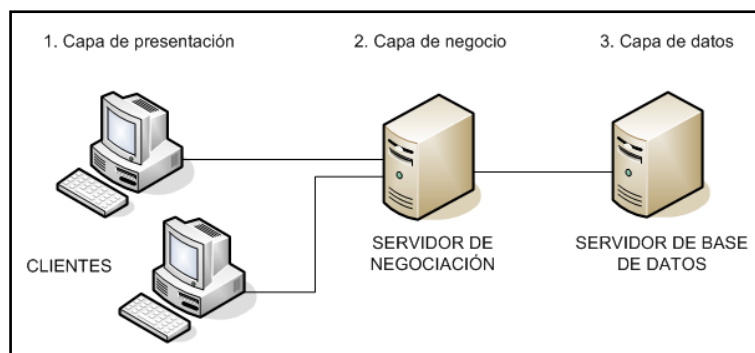 1. Capa de presentación
2. Capa de negocio
3. Capa de datos
CLIENTES
SERVIDOR DE
NEGOCIACIÓN
SERVIDOR DE BASE
DE DATOS